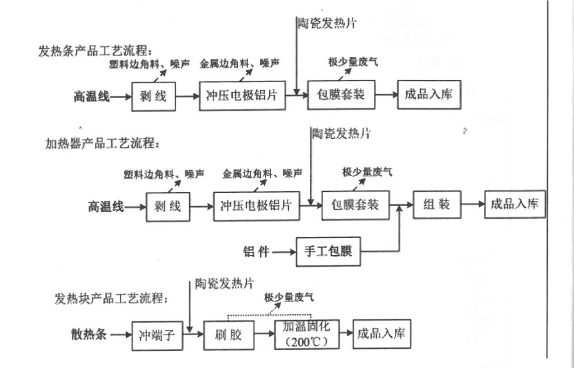 陶瓷发热片
发热条产品工艺流程：
塑料边角料、噪声 金属边角料、噪声 极少量废气
高温线 剥线 冲压电极铝片 包膜套装 成品入库
加热器产品工艺流程：
陶瓷发热片
塑料边角料、噪声 金属边角料、噪声 极少量废气
高温线 剥线 冲压电极铝片 包膜套装 组装 成品入库
铝件 手工包膜
发热块产品工艺流程：
陶瓷发热片
极少量废气
散热条 冲端子 刷胶 加温固化 成品入库
（200℃）